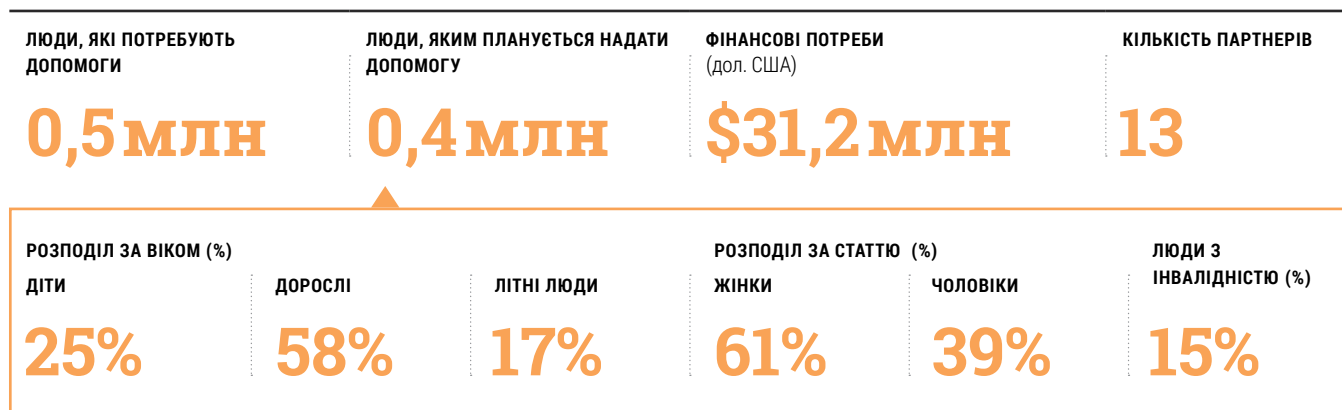 ЛЮДИ, ЯКІ ПОТРЕБУЮТЬ
ДОПОМОГИ
0,5 млн
ЛЮДИ, ЯКИМ ПЛАНУЄТЬСЯ НАДАТИ
ДОПОМОГУ
0,4 млн
ФІНАНСОВІ ПОТРЕБИ
(дол. США)
$31,2 млн
КІЛЬКІСТЬ ПАРТНЕРІВ
13
РОЗПОДІЛ ЗА ВІКОМ (%)
ДІТИ
25%
ДОРОСЛІ
58%
ЛІТНІ ЛЮДИ
17%
РОЗПОДІЛ ЗА СТАТТЮ (%)
ЖІНКИ
61%
ЧОЛОВІКИ
39%
ЛЮДИ З
ІНВАЛІДНІСТЮ (%)
15%